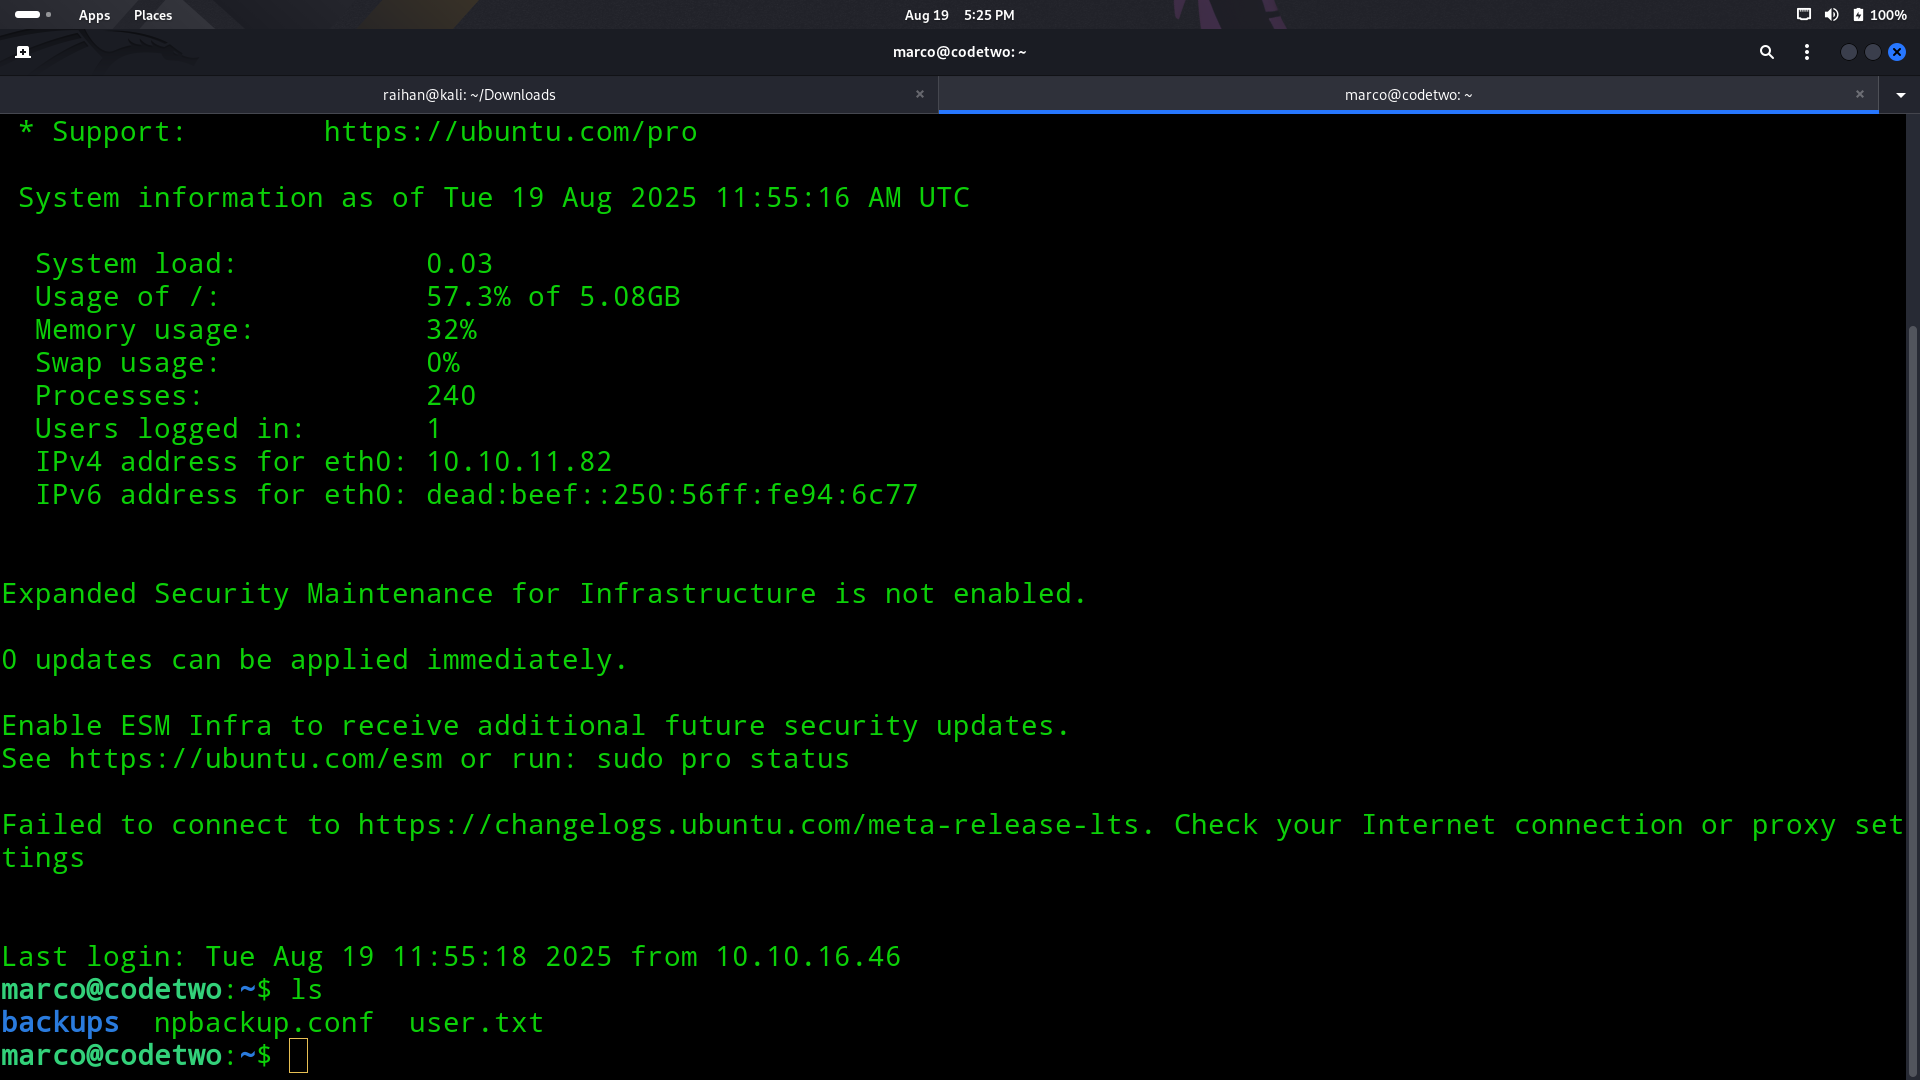 Apps Places Aug 19 5:25 PM 100%
marco@codetwo: ~
raihan@kali: ~/Downloads × marco@codetwo: ~ ×
* Support: https://ubuntu.com/pro
System information as of Tue 19 Aug 2025 11:55:16 AM UTC
System load: 0.03
Usage of /: 57.3% of 5.08GB
Memory usage: 32%
Swap usage: 0%
Processes: 240
Users logged in: 1
IPv4 address for eth0: 10.10.11.82
IPv6 address for eth0: dead:beef::250:56ff:fe94:6c77
Expanded Security Maintenance for Infrastructure is not enabled.
0 updates can be applied immediately.
Enable ESM Infra to receive additional future security updates.
See https://ubuntu.com/esm or run: sudo pro status
Failed to connect to https://changelogs.ubuntu.com/meta-release-lts. Check your Internet connection or proxy set
tings
Last login: Tue Aug 19 11:55:18 2025 from 10.10.16.46
marco@codetwo:~$ ls
backups npbackup.conf user.txt
marco@codetwo:~$